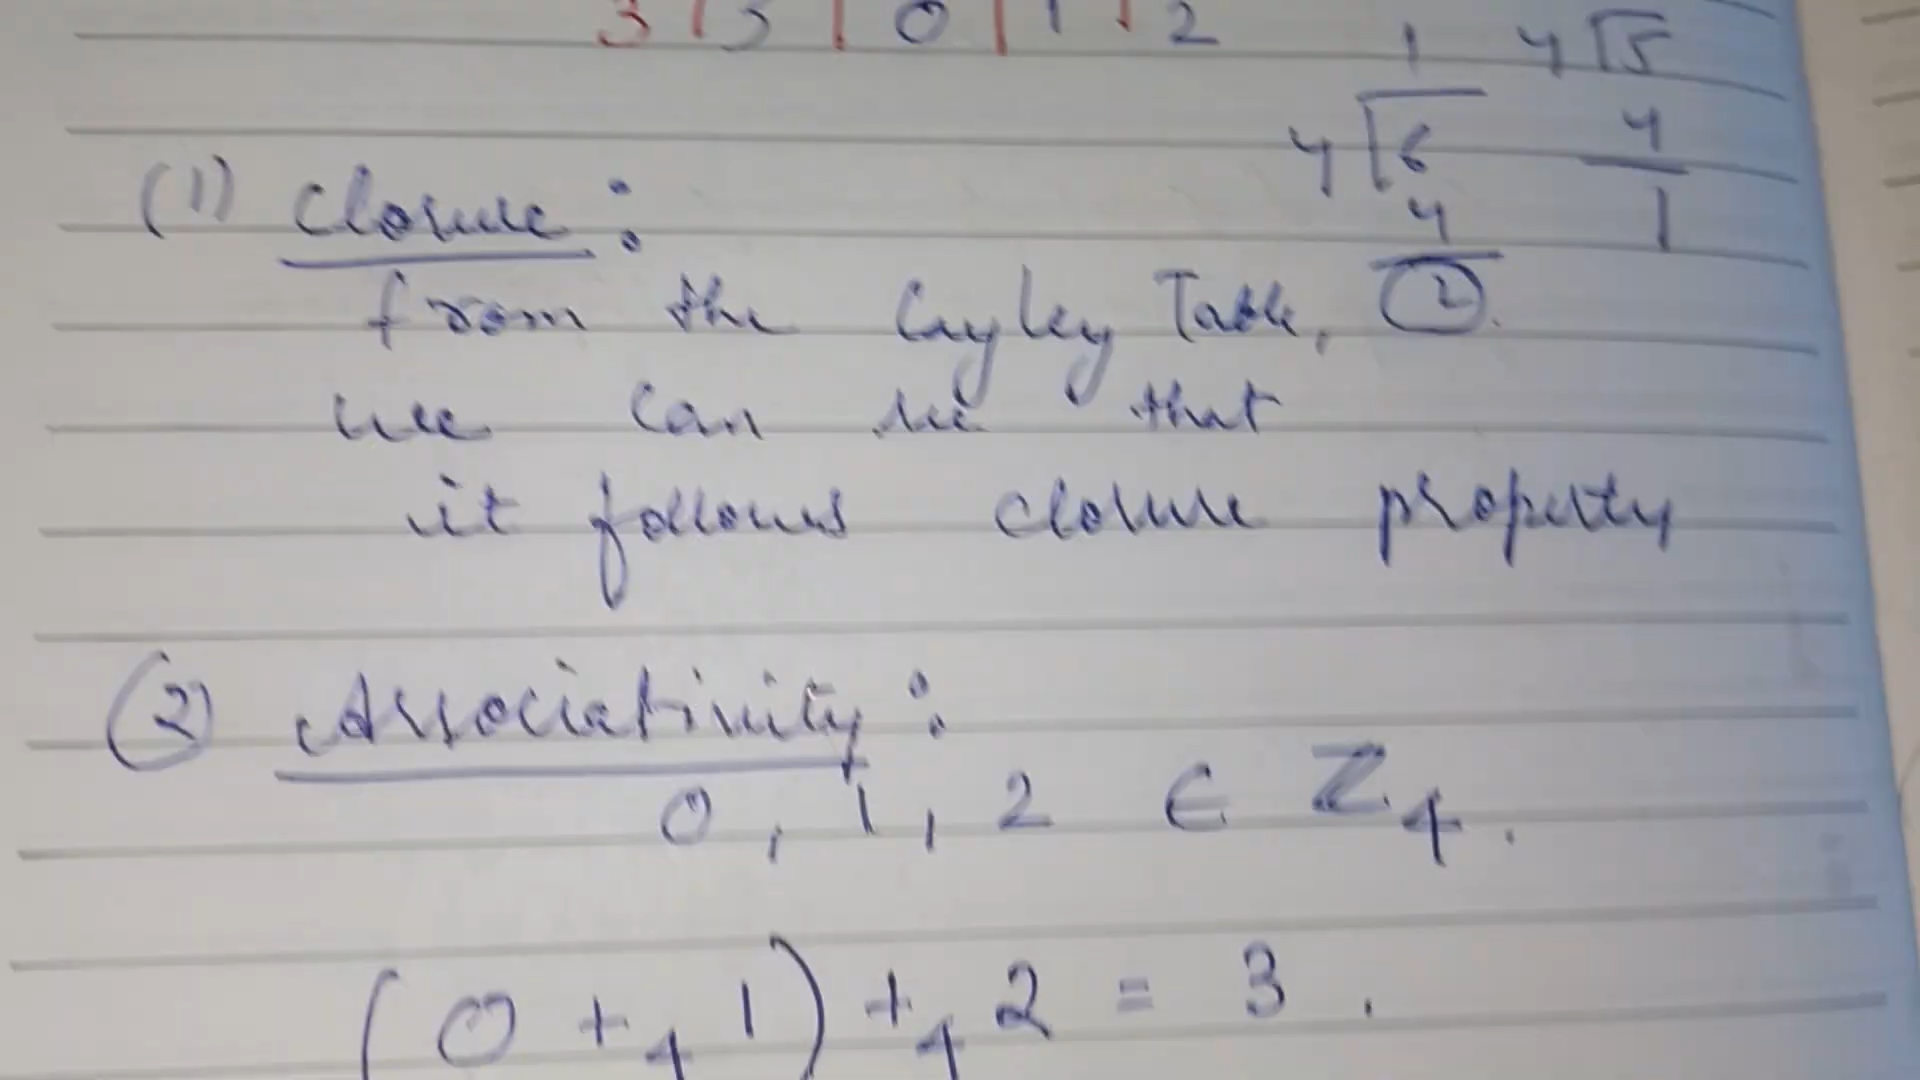 3 | 3 | 0 | 1 | 2
1
4 √5
4 √6
4
1
4
2
(1) Closure :
from the Cayley Table,
we can see that
it follows closure property
(2) Associativity :
0, 1, 2 ∈ Z₄.
(0 +₄ 1) +₄ 2 = 3.